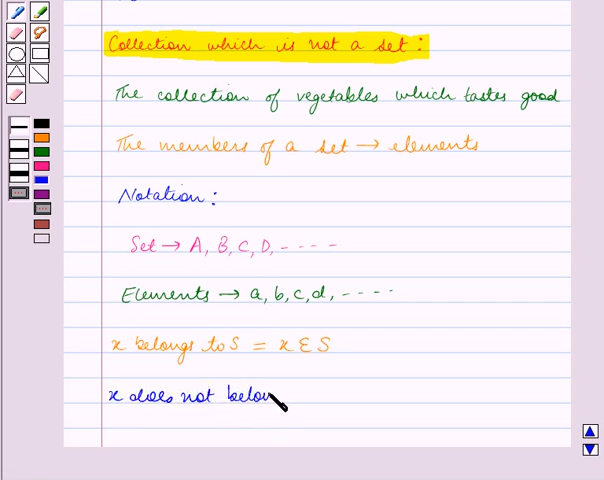 Collection which is not a set:
The collection of vegetables which tastes good
The members of a set → elements
Notation:
Set → A, B, C, D, - - - -
Elements → a, b, c, d, - - - -
x belongs to S = x Ɛ S
x does not belon